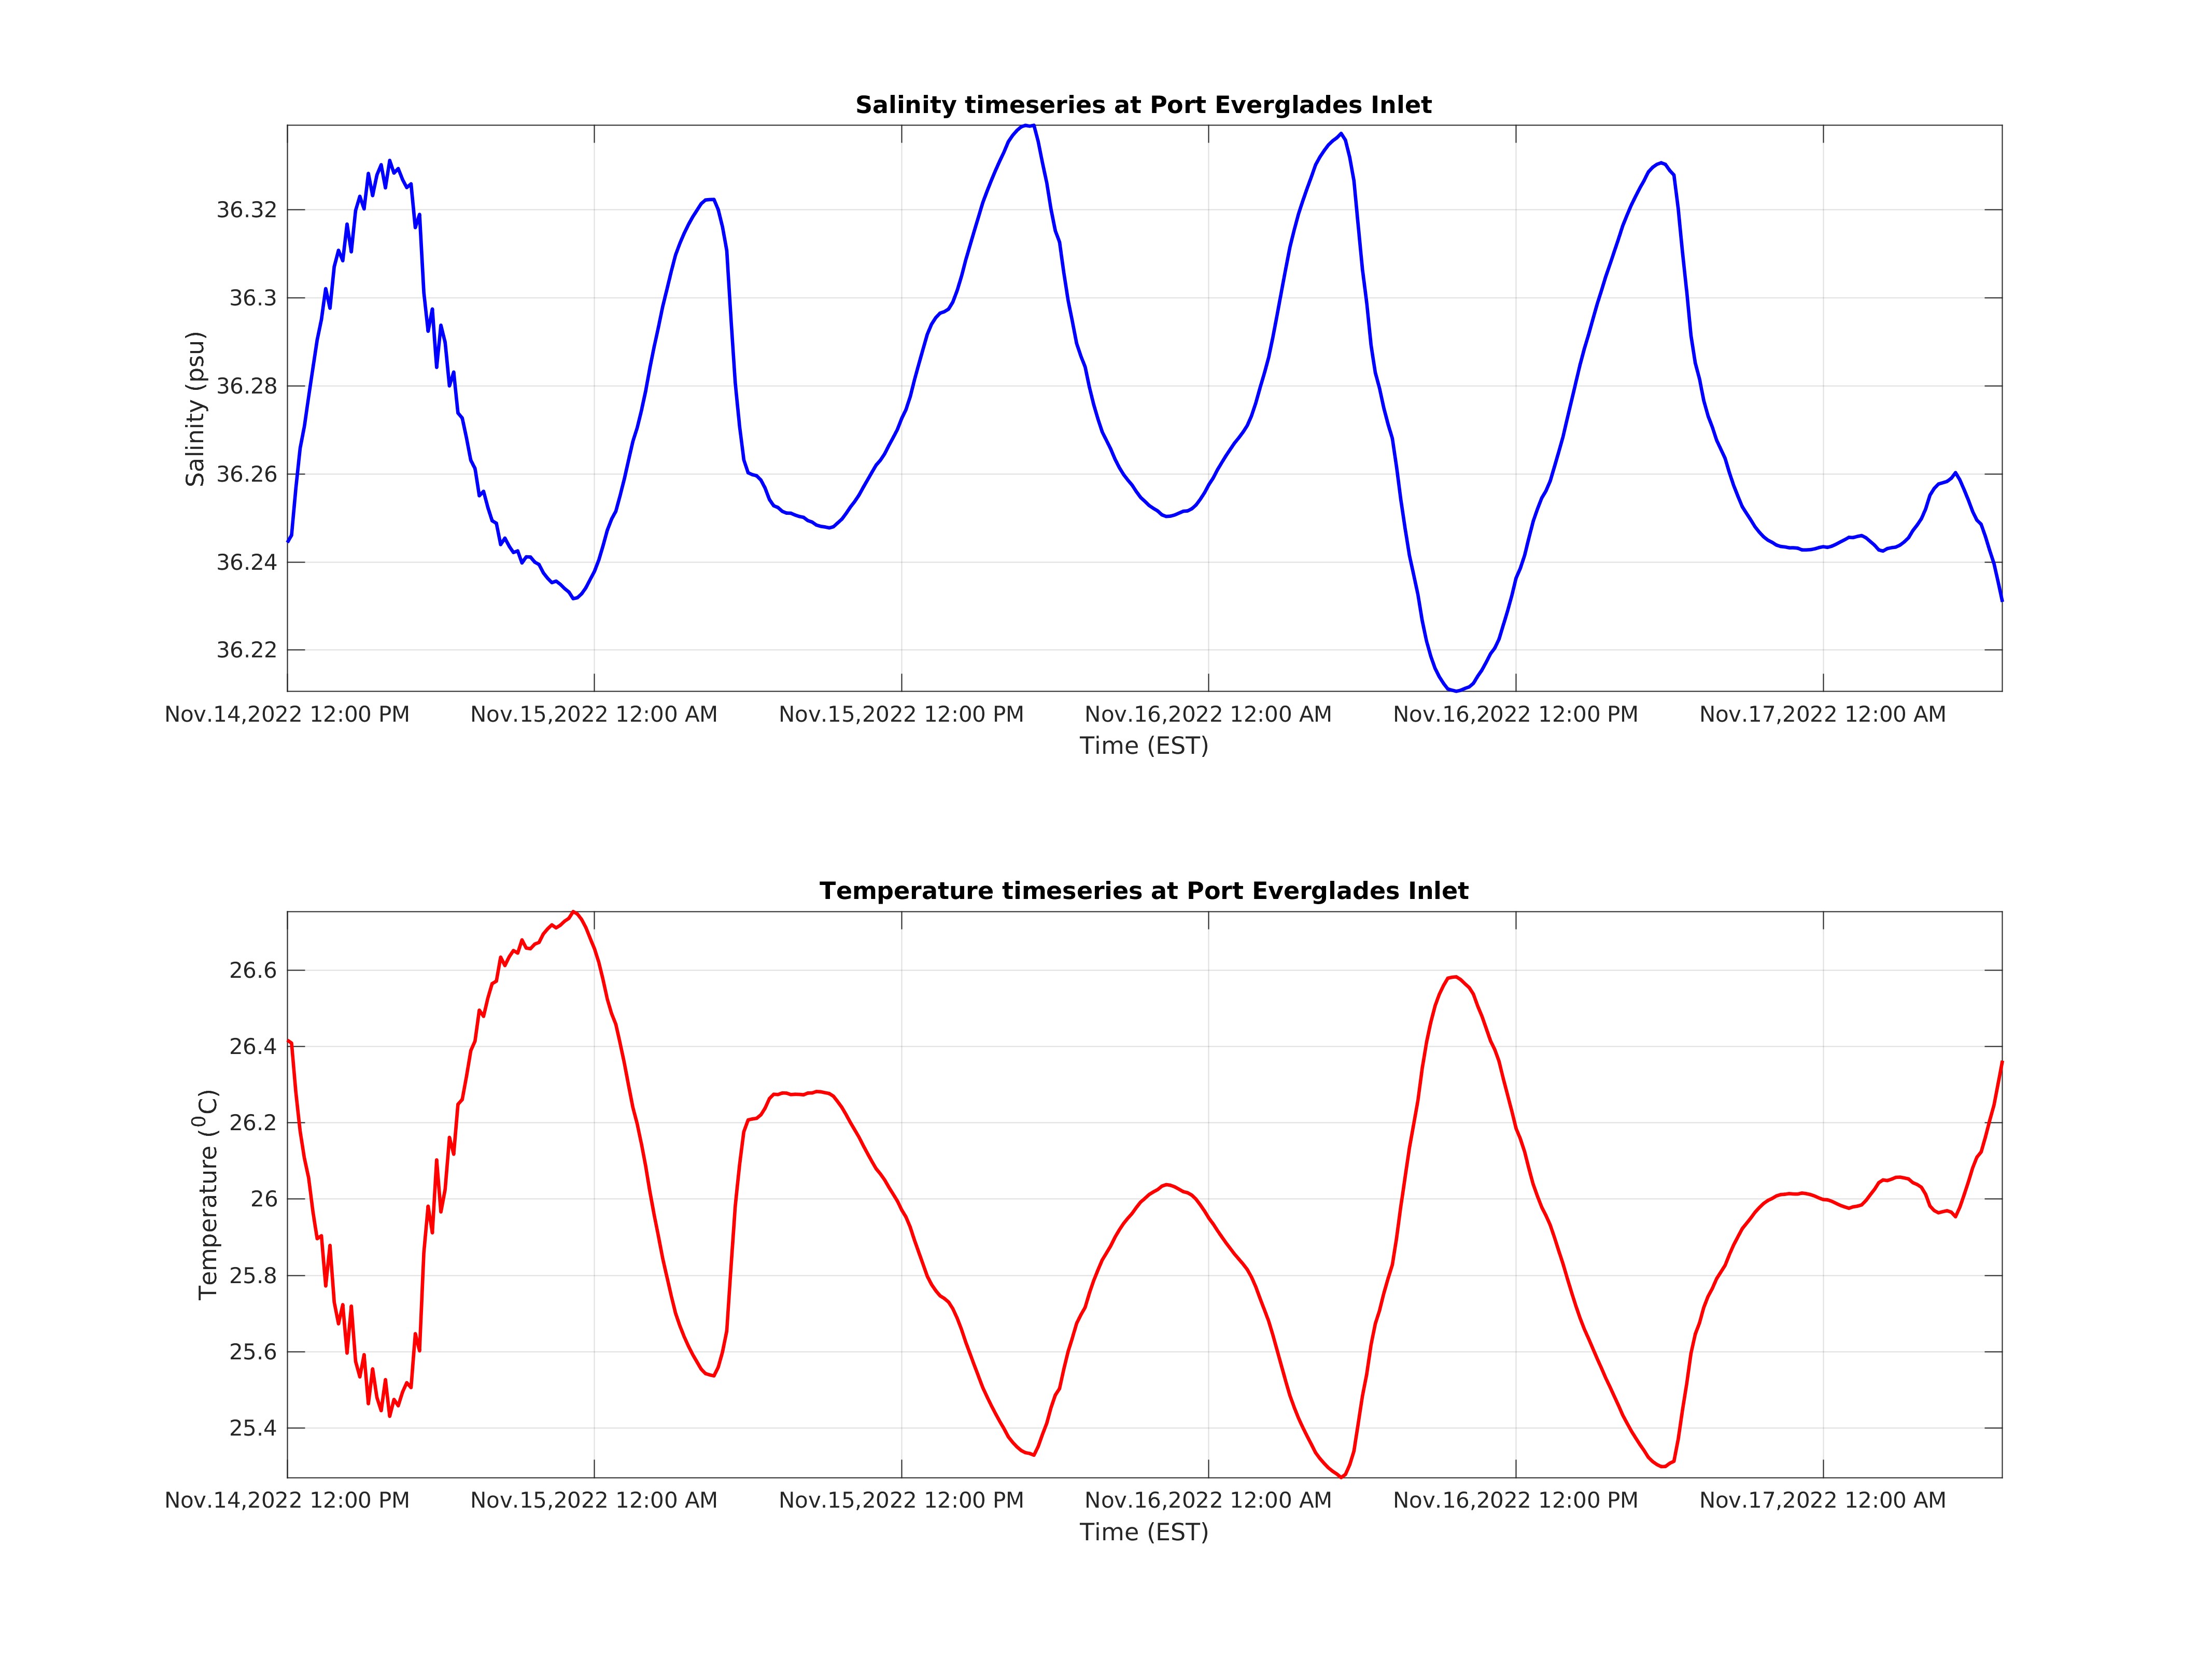 Salinity timeseries at Port Everglades Inlet
Salinity (psu)
36.32
36.3
36.28
36.26
36.24
36.22
Nov.14,2022 12:00 PM Nov.15,2022 12:00 AM Nov.15,2022 12:00 PM Nov.16,2022 12:00 AM Nov.16,2022 12:00 PM Nov.17,2022 12:00 AM
Time (EST)
Temperature timeseries at Port Everglades Inlet
Temperature (⁰C)
26.6
26.4
26.2
26
25.8
25.6
25.4
Nov.14,2022 12:00 PM Nov.15,2022 12:00 AM Nov.15,2022 12:00 PM Nov.16,2022 12:00 AM Nov.16,2022 12:00 PM Nov.17,2022 12:00 AM
Time (EST)